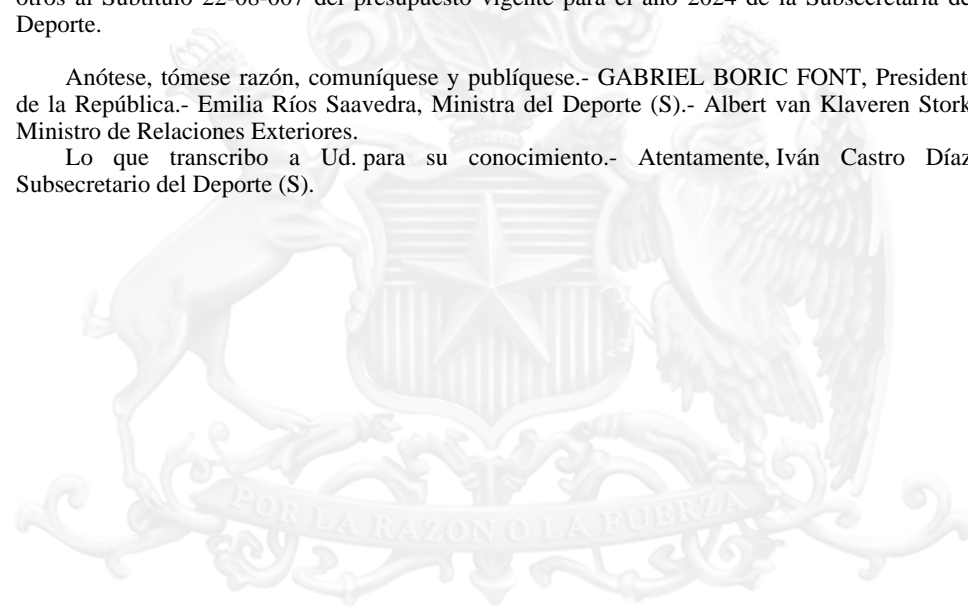 otros al Subtítulo 22-08-007 del presupuesto vigente para el año 2024 de la Subsecretaría de
Deporte.
Anótese, tómese razón, comuníquese y publíquese.- GABRIEL BORIC FONT, President
de la República.- Emilia Ríos Saavedra, Ministra del Deporte (S).- Albert van Klaveren Stork
Ministro de Relaciones Exteriores.
Lo que transcribo a Ud. para su conocimiento.- Atentamente, Iván Castro Díaz
Subsecretario del Deporte (S).
POR LA RAZON O LA FUERZA